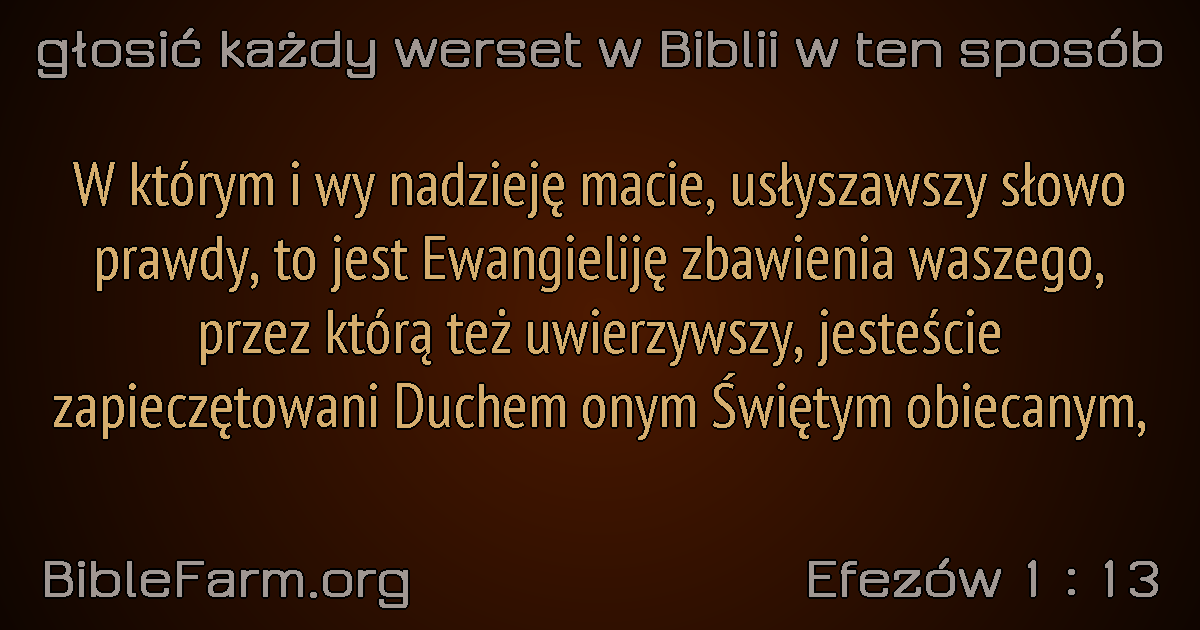 głosić każdy werset w Biblii w ten sposób
W którym i wy nadzieję macie, usłyszawszy słowo
prawdy, to jest Ewangieliję zbawienia waszego,
przez którą też uwierzywszy, jesteście
zapieczętowani Duchem onym Świętym obiecanym,
BibleFarm.org
Efezów 1 : 13